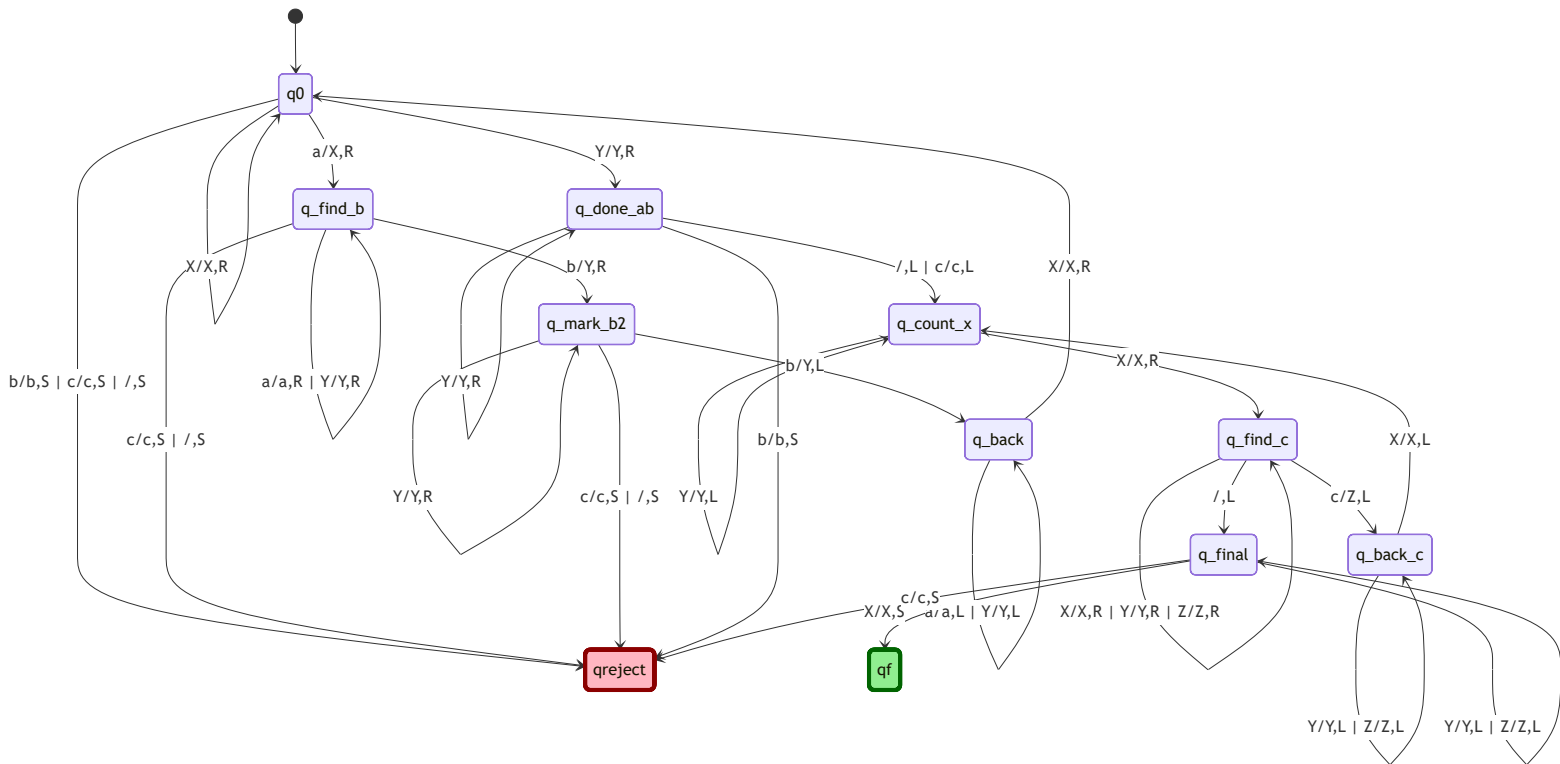 q0
a/X,R
Y/Y,R
q_find_b
q_done_ab
X/X,R
b/Y,R
/,L | c/c,L
X/X,R
q_mark_b2
q_count_x
X/X,R
b/Y,L
b/b,S | c/c,S | /,S
a/a,R | Y/Y,R
Y/Y,R
c/c,S | /,S
b/b,S
q_back
q_find_c
X/X,L
Y/Y,R
c/c,S | /,S
Y/Y,L
/,L
c/Z,L
q_final
q_back_c
c/c,S
X/X,S
a/a,L | Y/Y,L
X/X,R | Y/Y,R | Z/Z,R
qreject
qf
Y/Y,L | Z/Z,L
Y/Y,L | Z/Z,L